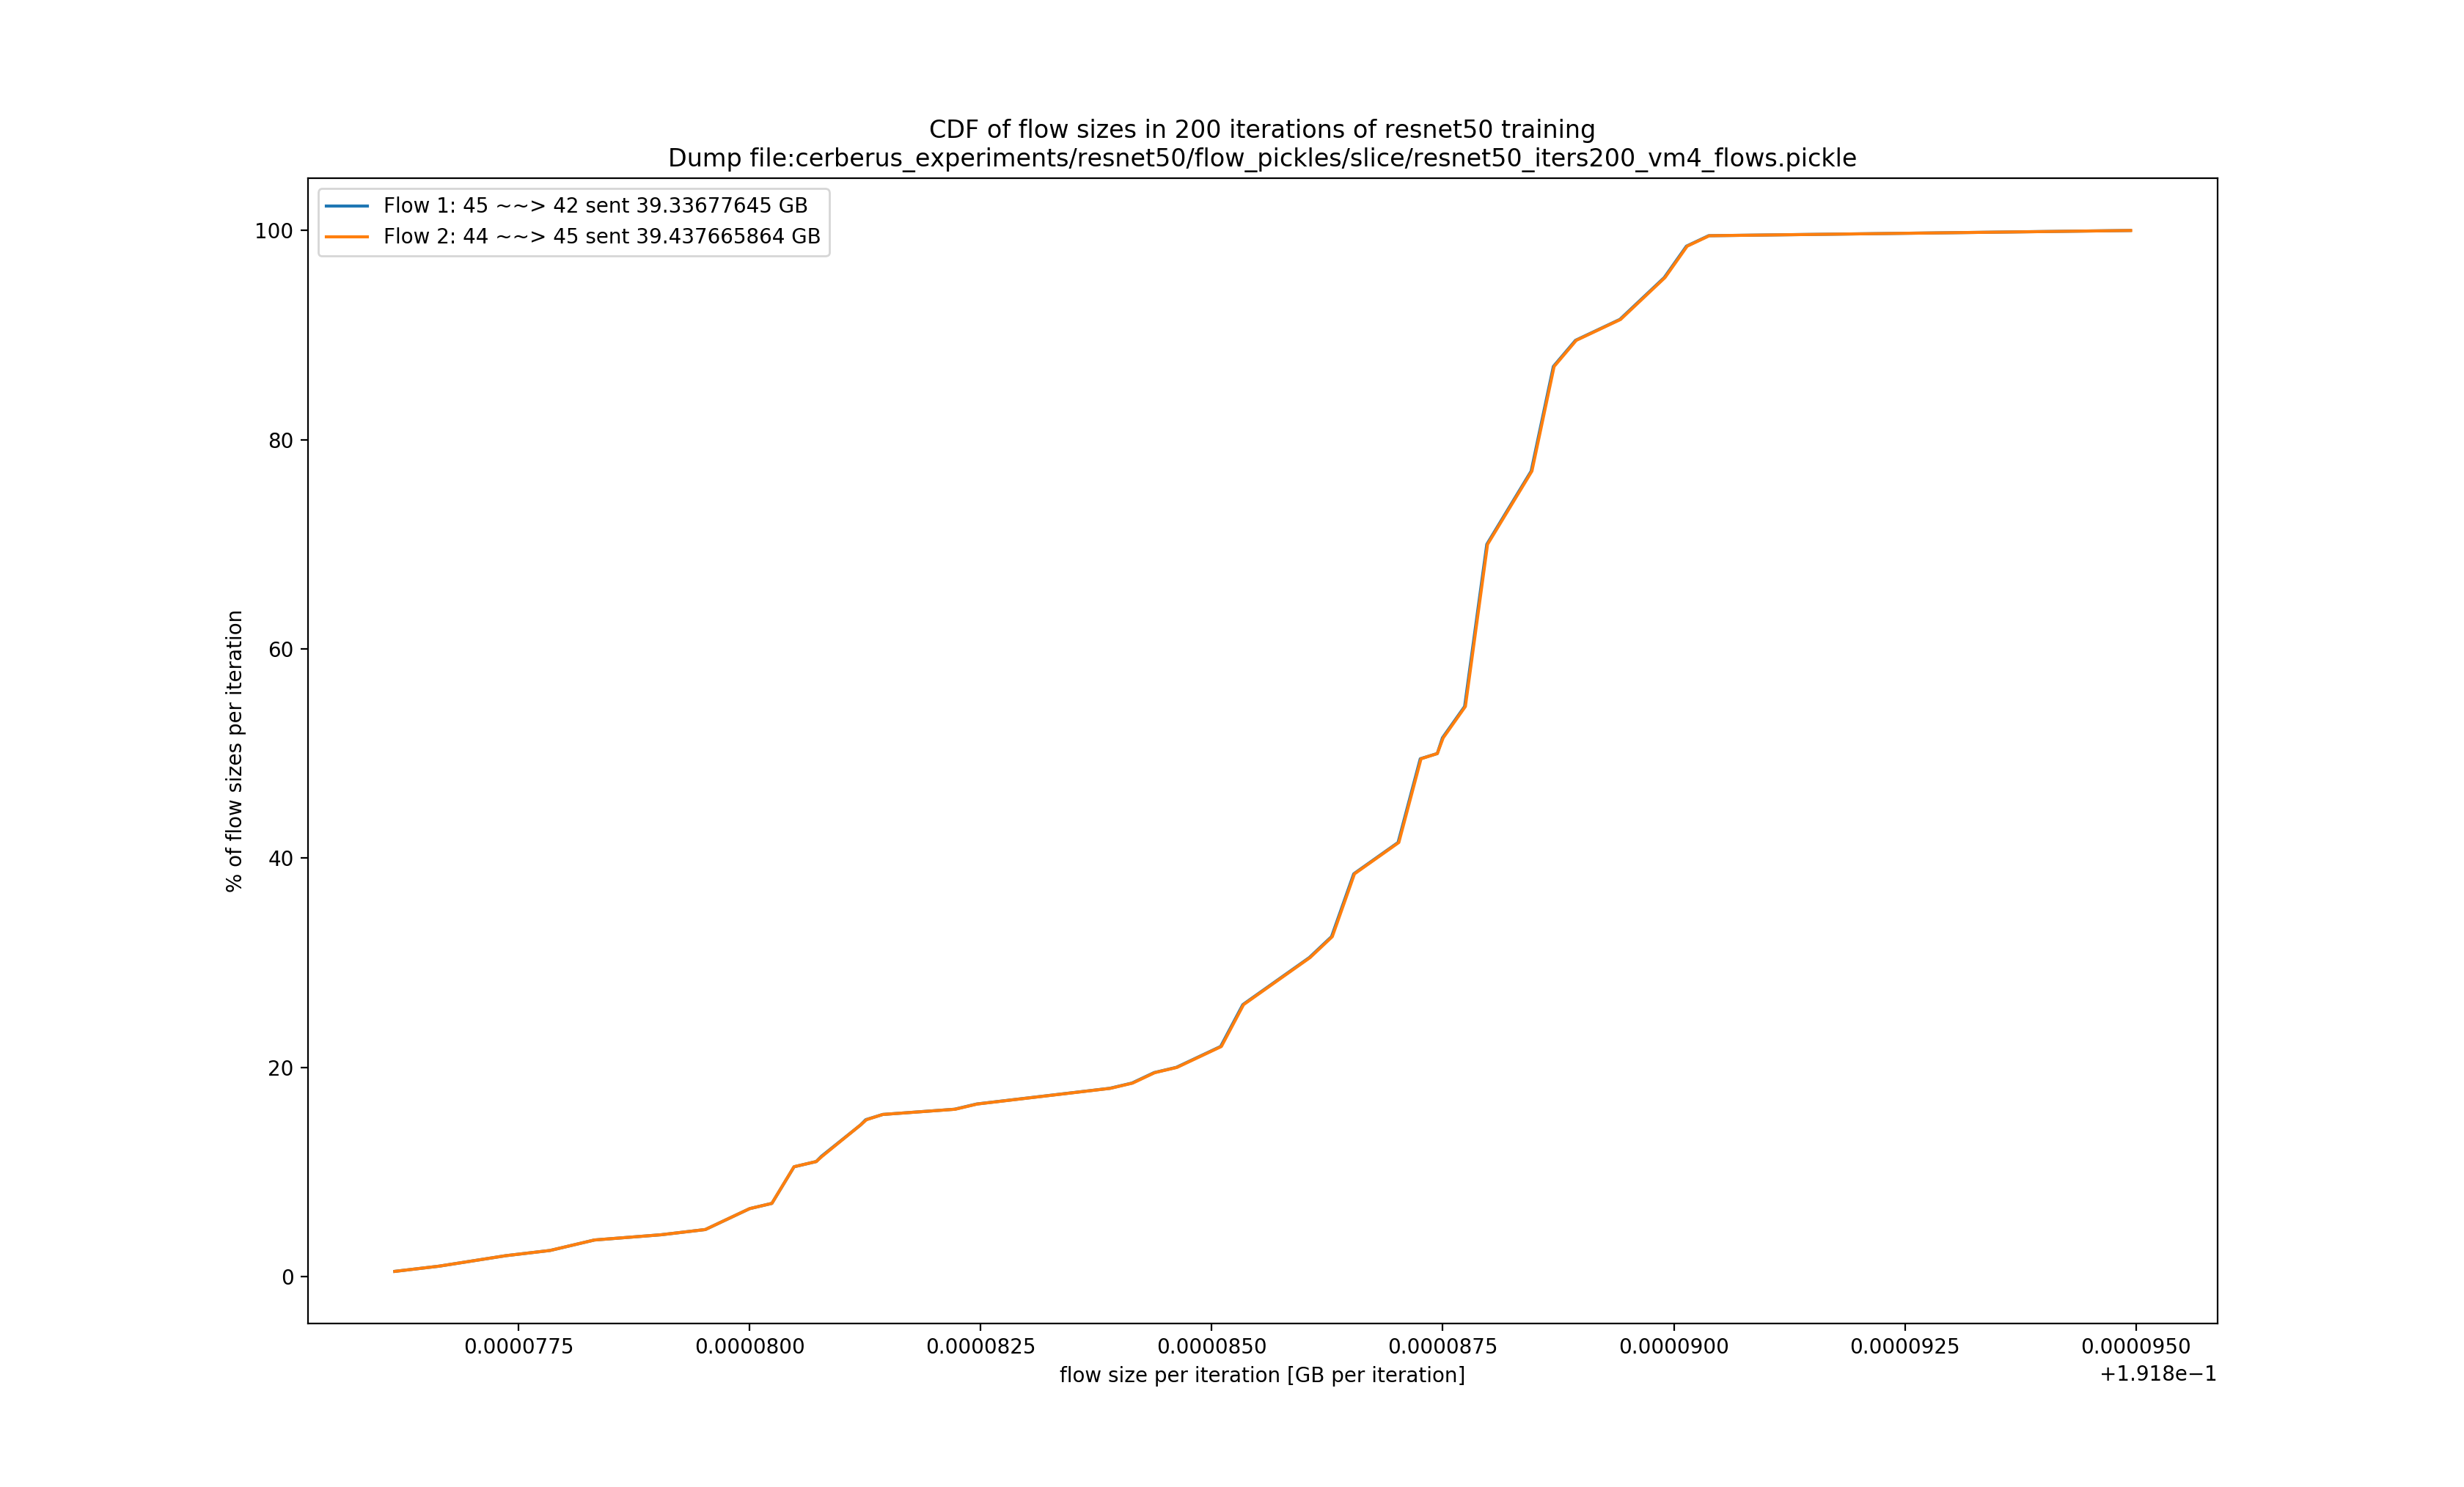 CDF of flow sizes in 200 iterations of resnet50 training
Dump file:cerberus_experiments/resnet50/flow_pickles/slice/resnet50_iters200_vm4_flows.pickle
Flow 1: 45 ~~> 42 sent 39.33677645 GB
Flow 2: 44 ~~> 45 sent 39.437665864 GB
100
80
60
40
20
0
% of flow sizes per iteration
0.0000775 0.0000800 0.0000825 0.0000850 0.0000875 0.0000900 0.0000925 0.0000950
+1.918e−1
flow size per iteration [GB per iteration]